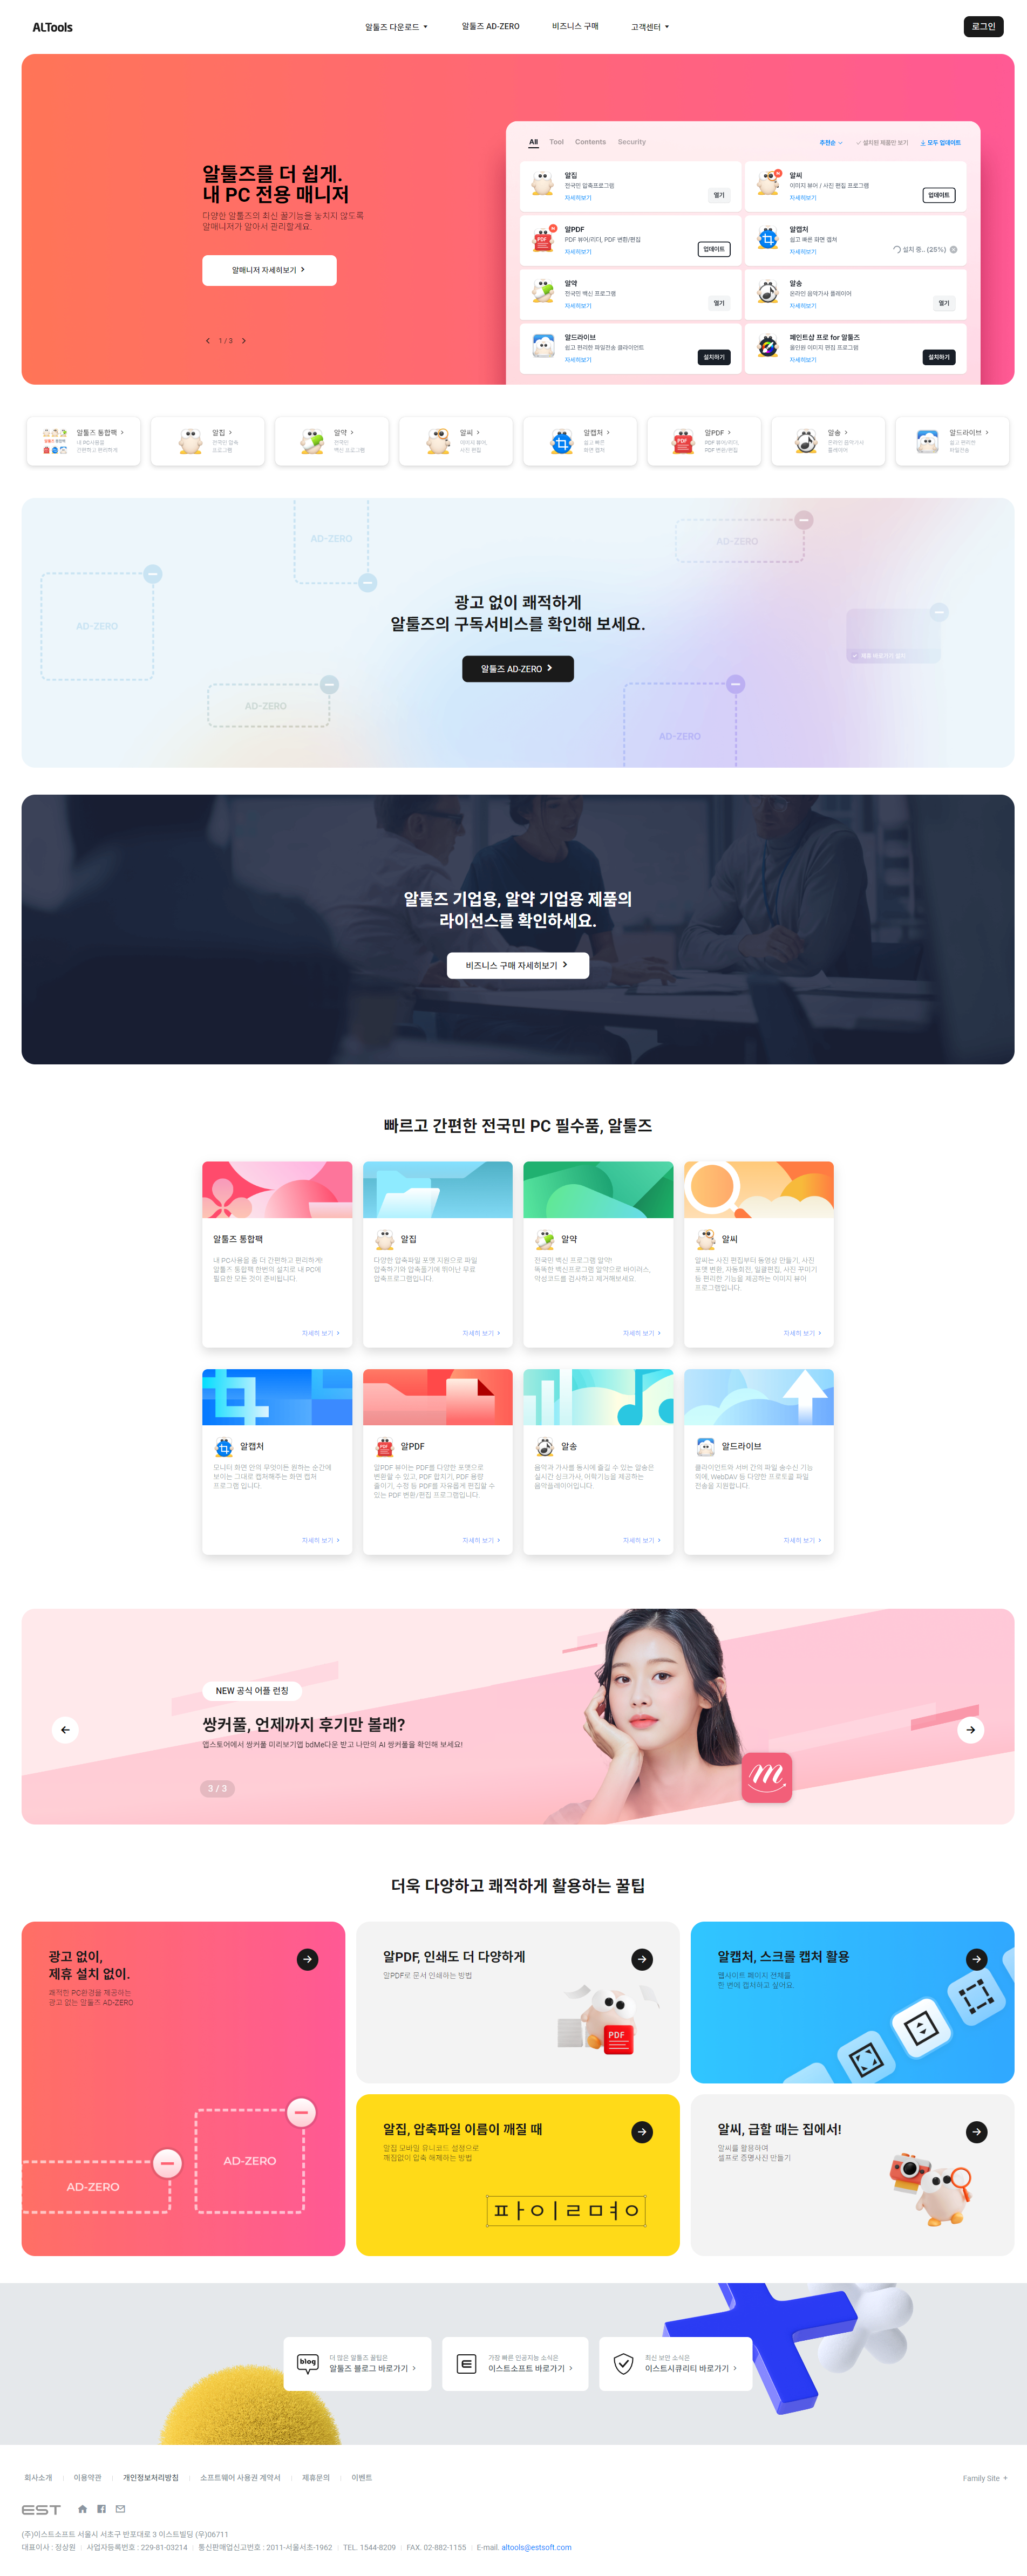 ALTools
알툴즈 다운로드
알툴즈 AD-ZERO
비즈니스 구매
고객센터
로그인
알툴즈를 더 쉽게.
내 PC 전용 매니저
다양한 알툴즈의 최신 꿀기능을 놓치지 않도록
알매니저가 알아서 관리할게요.
알매니저 자세히보기
1 / 3
All Tool Contents Security
추천순 설치된 제품만 보기 모두 업데이트
알집
전국민 압축프로그램
자세히보기
열기
알씨
이미지 뷰어 / 사진 편집 프로그램
자세히보기
업데이트
알PDF
PDF 뷰어/리더, PDF 변환/편집
자세히보기
업데이트
알캡처
쉽고 빠른 화면 캡쳐
자세히보기
설치 중.. (25%)
알약
전국민 백신 프로그램
자세히보기
열기
알송
온라인 음악가사 플레이어
자세히보기
열기
알드라이브
쉽고 편리한 파일전송 클라이언트
자세히보기
설치하기
페인트샵 프로 for 알툴즈
올인원 이미지 편집 프로그램
자세히보기
설치하기
알툴즈 통합팩
내 PC사용을
간편하고 편리하게
알집
전국민 압축
프로그램
알약
전국민
백신 프로그램
알씨
이미지 뷰어,
사진 편집
알캡처
쉽고 빠른
화면 캡쳐
알PDF
PDF 뷰어/리더,
PDF 변환/편집
알송
온라인 음악가사
플레이어
알드라이브
쉽고 편리한
파일전송
AD-ZERO
AD-ZERO
AD-ZERO
AD-ZERO
AD-ZERO
광고 없이 쾌적하게
알툴즈의 구독서비스를 확인해 보세요.
알툴즈 AD-ZERO
알툴즈 기업용, 알약 기업용 제품의
라이선스를 확인하세요.
비즈니스 구매 자세히보기
빠르고 간편한 전국민 PC 필수품, 알툴즈
알툴즈 통합팩
내 PC사용을 좀 더 간편하고 편리하게!
알툴즈 통합팩 한번의 설치로 내 PC에
필요한 모든 것이 준비됩니다.
자세히 보기
알집
다양한 압축파일 포맷 지원으로 파일
압축하기와 압축풀기에 뛰어난 무료
압축프로그램입니다.
자세히 보기
알약
전국민 백신 프로그램 알약!
똑똑한 백신프로그램 알약으로 바이러스,
악성코드를 검사하고 제거해보세요.
자세히 보기
알씨
알씨는 사진 편집부터 동영상 만들기, 사진
포맷 변환, 자동회전, 일괄편집, 사진 꾸미기
등 편리한 기능을 제공하는 이미지 뷰어
프로그램입니다.
자세히 보기
알캡처
모니터 화면 안의 무엇이든 원하는 순간에
보이는 그대로 캡처해주는 화면 캡처
프로그램 입니다.
자세히 보기
알PDF
알PDF 뷰어는 PDF를 다양한 포맷으로
변환할 수 있고, PDF 합치기, PDF 용량
줄이기, 수정 등 PDF를 자유롭게 편집할 수
있는 PDF 변환/편집 프로그램입니다.
자세히 보기
알송
음악과 가사를 동시에 즐길 수 있는 알송은
실시간 싱크가사, 어학기능을 제공하는
음악플레이어입니다.
자세히 보기
알드라이브
클라이언트와 서버 간의 파일 송수신 기능
외에, WebDAV 등 다양한 프로토콜 파일
전송을 지원합니다.
자세히 보기
NEW 공식 어플 런칭
쌍커풀, 언제까지 후기만 볼래?
앱스토어에서 쌍커풀 미리보기앱 bdMe다운 받고 나만의 AI 쌍커풀을 확인해 보세요!
3 / 3
m
더욱 다양하고 쾌적하게 활용하는 꿀팁
광고 없이,
제휴 설치 없이.
쾌적한 PC환경을 제공하는
광고 없는 알툴즈 AD-ZERO
AD-ZERO
AD-ZERO
알PDF, 인쇄도 더 다양하게
알PDF로 문서 인쇄하는 방법
PDF
알캡처, 스크롤 캡처 활용
웹사이트 페이지 전체를
한 번에 캡처하고 싶어요.
알집, 압축파일 이름이 깨질 때
알집 모바일 유니코드 설정으로
깨짐없이 압축 해제하는 방법
ㅍㅏㅇㅣㄹㅁㅕㅇ
알씨, 급할 때는 집에서!
알씨를 활용하여
셀프로 증명사진 만들기
blog
더 많은 알툴즈 꿀팁은
알툴즈 블로그 바로가기
가장 빠른 인공지능 소식은
이스트소프트 바로가기
최신 보안 소식은
이스트시큐리티 바로가기
회사소개 이용약관 개인정보처리방침 소프트웨어 사용권 계약서 제휴문의 이벤트
Family Site +
EST
(주)이스트소프트 서울시 서초구 반포대로 3 이스트빌딩 (우)06711
대표이사 : 정상원 사업자등록번호 : 229-81-03214 통신판매업신고번호 : 2011-서울서초-1962 TEL. 1544-8209 FAX. 02-882-1155 E-mail. altools@estsoft.com